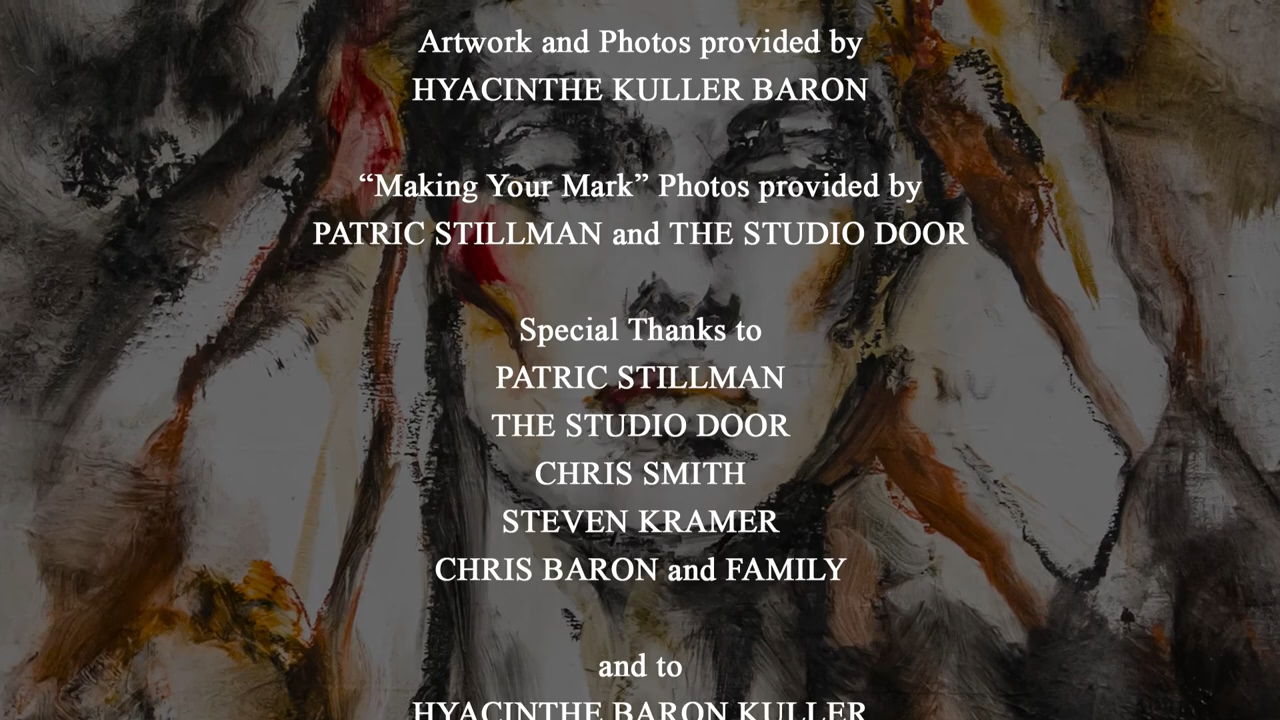 Artwork and Photos provided by
HYACINTHE KULLER BARON
“Making Your Mark” Photos provided by
PATRIC STILLMAN and THE STUDIO DOOR
Special Thanks to
PATRIC STILLMAN
THE STUDIO DOOR
CHRIS SMITH
STEVEN KRAMER
CHRIS BARON and FAMILY
and to
HYACINTHE BARON KULLER